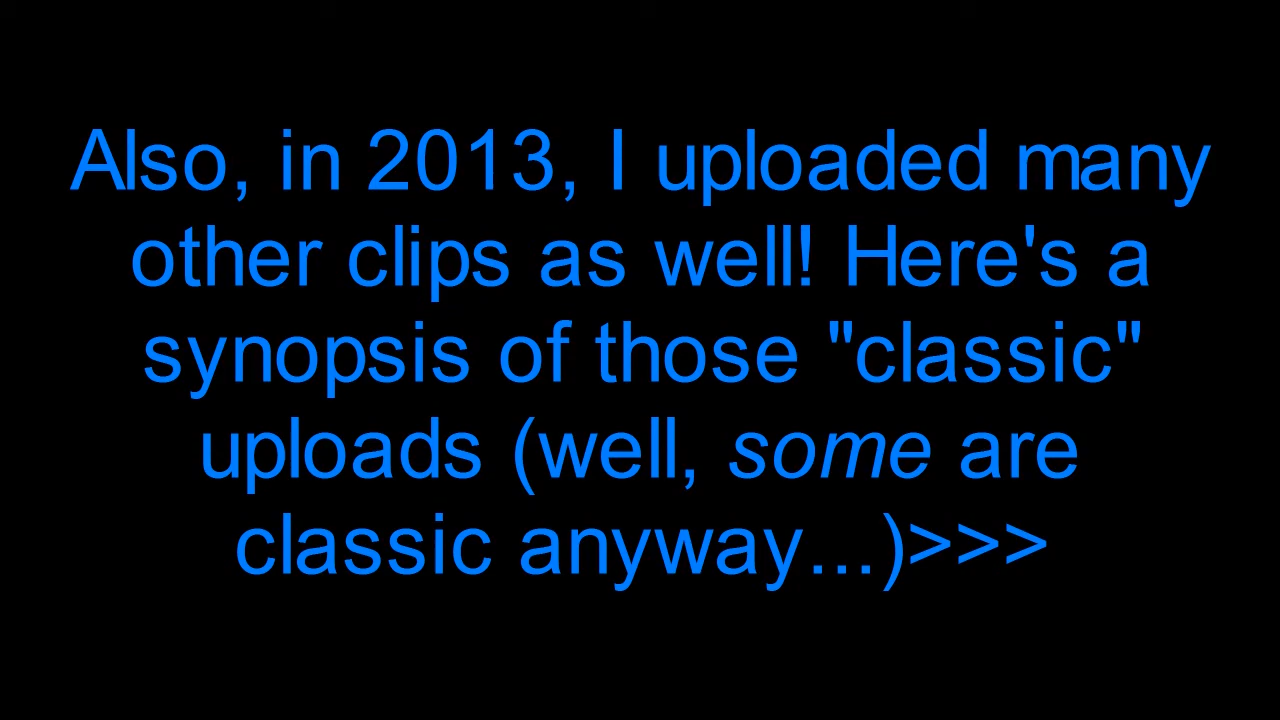 Also, in 2013, I uploaded many
other clips as well! Here's a
synopsis of those "classic"
uploads (well, some are
classic anyway...)>>>